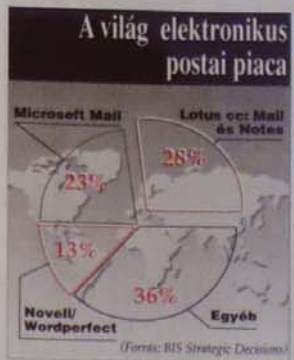 A világ elektronikus
postai piaca
Microsoft Mail
Lotus cc: Mail
és Notes
28%
23%
13%
36%
Novell/
Wordperfect
Egyéb
(Forrás: BIS Strategic Decisions)